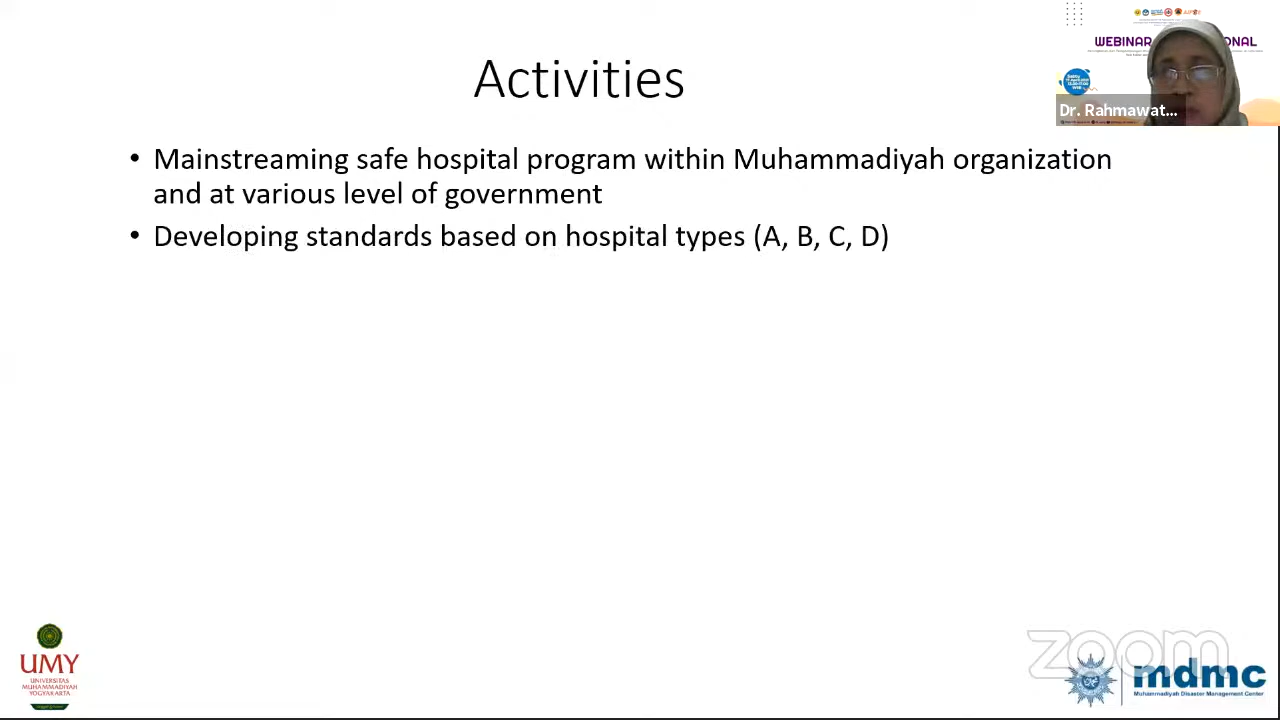 Activities
WEBINAR
ONAL
Dr. Rahmawat...
• Mainstreaming safe hospital program within Muhammadiyah organization
and at various level of government
• Developing standards based on hospital types (A, B, C, D)
UMY
UNIVERSITAS
MUHAMMADIYAH
YOGYAKARTA
zoom
mdmc
Muhammadiyah Disaster Management Center